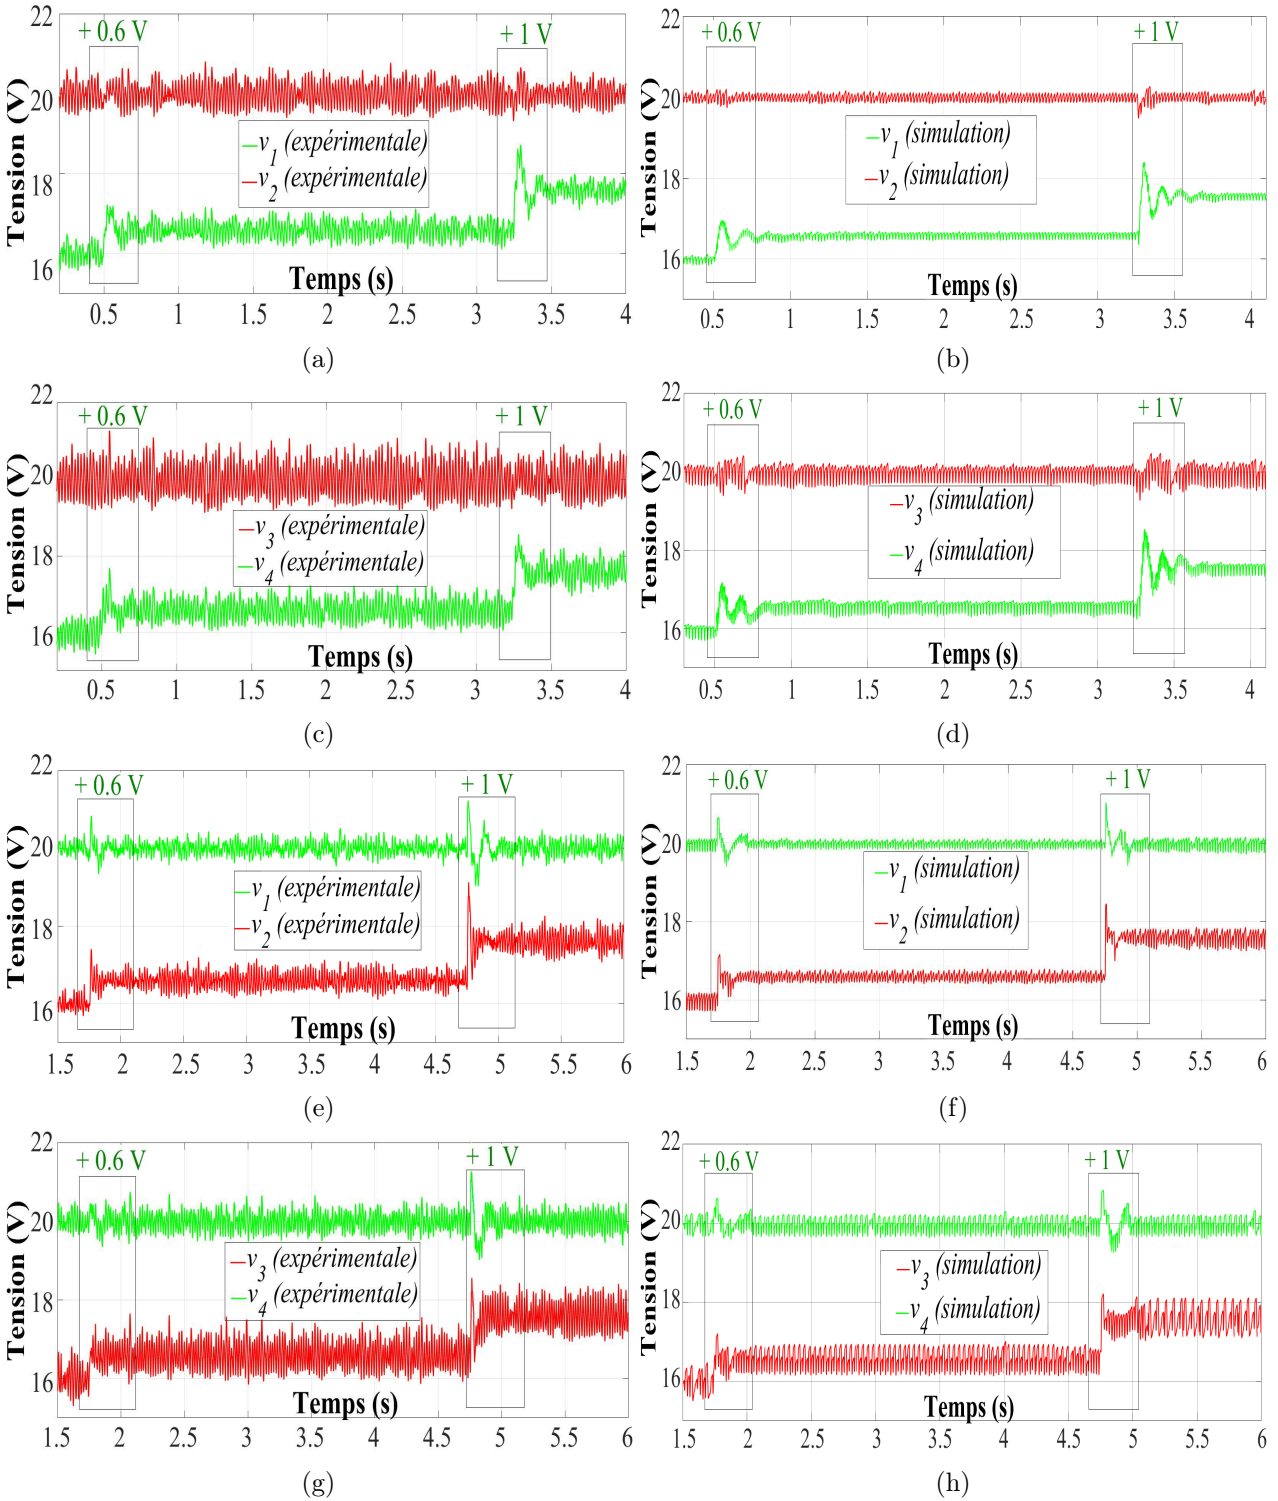 22
+ 0.6 V
+ 1 V
20
v1 (expérimentale)
v2 (expérimentale)
18
16
Tension (V)
Temps (s)
0.5 1 1.5 2 2.5 3 3.5 4
(a)
22
+ 0.6 V
+ 1 V
20
v1 (simulation)
v2 (simulation)
18
16
Tension (V)
Temps (s)
0.5 1 1.5 2 2.5 3 3.5 4
(b)
22
+ 0.6 V
+ 1 V
20
v3 (expérimentale)
v4 (expérimentale)
18
16
Tension (V)
Temps (s)
0.5 1 1.5 2 2.5 3 3.5 4
(c)
22
+ 0.6 V
+ 1 V
20
v3 (simulation)
v4 (simulation)
18
16
Tension (V)
Temps (s)
0.5 1 1.5 2 2.5 3 3.5 4
(d)
22
+ 0.6 V
+ 1 V
20
v1 (expérimentale)
v2 (expérimentale)
18
16
Tension (V)
Temps (s)
1.5 2 2.5 3 3.5 4 4.5 5 5.5 6
(e)
22
+ 0.6 V
+ 1 V
20
v1 (simulation)
v2 (simulation)
18
16
Tension (V)
Temps (s)
1.5 2 2.5 3 3.5 4 4.5 5 5.5 6
(f)
22
+ 0.6 V
+ 1 V
20
v3 (expérimentale)
v4 (expérimentale)
18
16
Tension (V)
Temps (s)
1.5 2 2.5 3 3.5 4 4.5 5 5.5 6
(g)
22
+ 0.6 V
+ 1 V
20
v3 (simulation)
v4 (simulation)
18
16
Tension (V)
Temps (s)
1.5 2 2.5 3 3.5 4 4.5 5 5.5 6
(h)